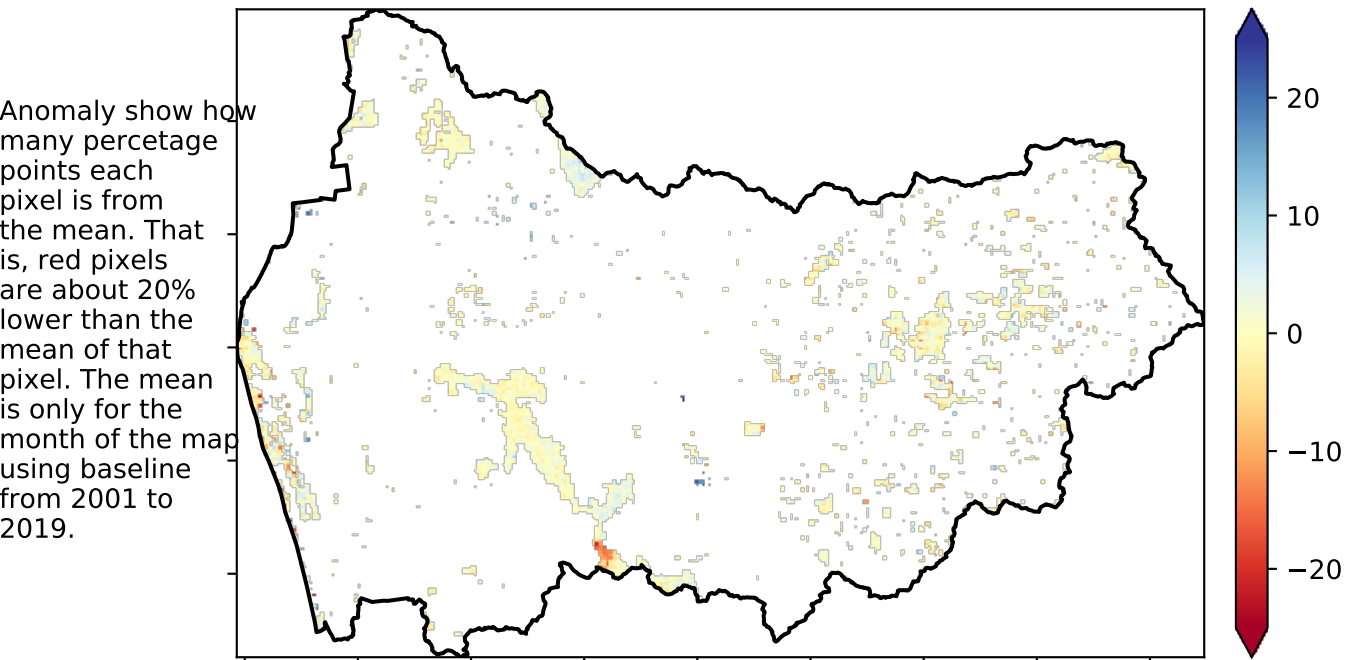 Anomaly show how
many percetage
points each
pixel is from
the mean. That
is, red pixels
are about 20%
lower than the
mean of that
pixel. The mean
is only for the
month of the map
using baseline
from 2001 to
2019.
20
10
0
−10
−20